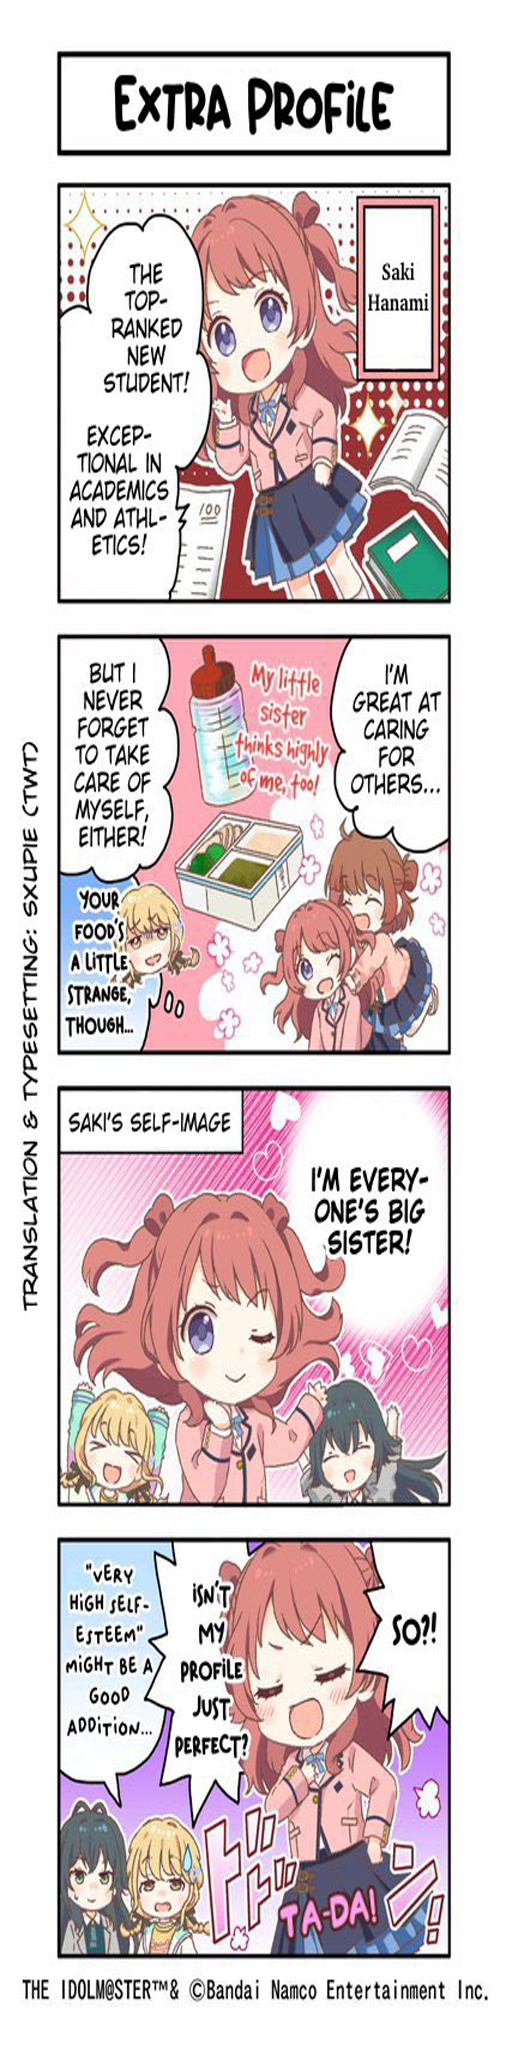 EXTRA PROFILE
Saki
Hanami
THE
TOP-
RANKED
NEW
STUDENT!
EXCEP-
TIONAL IN
ACADEMICS
AND ATHL-
ETICS!
100
I'M
GREAT AT
CARING
FOR
OTHERS...
My little
sister
thinks highly
of me, too!
BUT I
NEVER
FORGET
TO TAKE
CARE OF
MYSELF,
EITHER!
YOUR
FOOD'S
A LITTLE
STRANGE,
THOUGH...
SAKI'S SELF-IMAGE
I'M EVERY-
ONE'S BIG
SISTER!
SO?!
ISN'T
MY
PROFILE
JUST
PERFECT?
"VERY
HIGH SELF-
ESTEEM"
MIGHT BE A
GOOD
ADDITION...
ドドン!
TA-DA!
TRANSLATION & TYPESETTING: SXUPIE (TWT)
THE IDOLM@STER™& ©Bandai Namco Entertainment Inc.